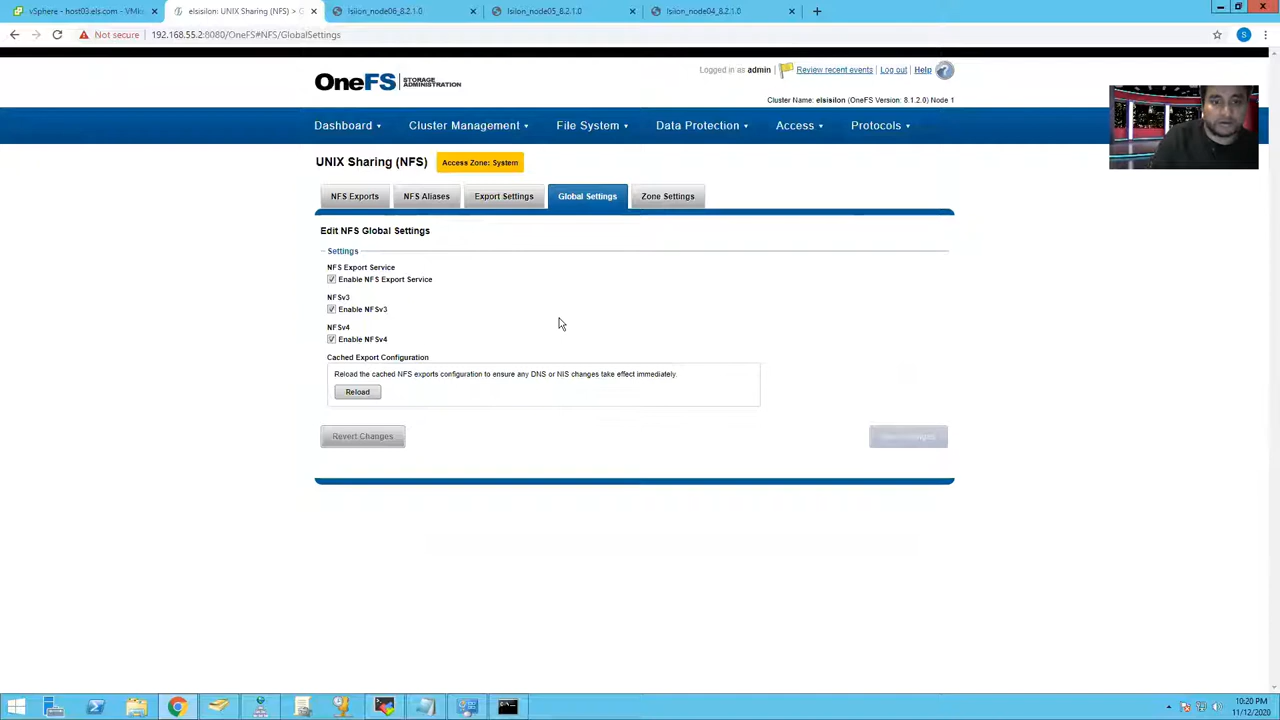 vSphere - host03.els.com - VMk
elsisilon: UNIX Sharing (NFS) > G
Isiion_node06_8.2.1.0
Isiion_node05_8.2.1.0
Isiion_node04_8.2.1.0
Not secure
192.168.55.2:8080/OneFS#NFS/GlobalSettings
S
OneFS STORAGE ADMINISTRATION
Logged in as admin
Review recent events
Log out
Help
Cluster Name: elsisilon (OneFS Version: 8.1.2.0) Node 1
Dashboard
Cluster Management
File System
Data Protection
Access
Protocols
UNIX Sharing (NFS)
Access Zone: System
NFS Exports
NFS Aliases
Export Settings
Global Settings
Zone Settings
Edit NFS Global Settings
Settings
NFS Export Service
Enable NFS Export Service
NFSv3
Enable NFSv3
NFSv4
Enable NFSv4
Cached Export Configuration
Reload the cached NFS exports configuration to ensure any DNS or NIS changes take effect immediately.
Reload
Revert Changes
10:20 PM
11/12/2020